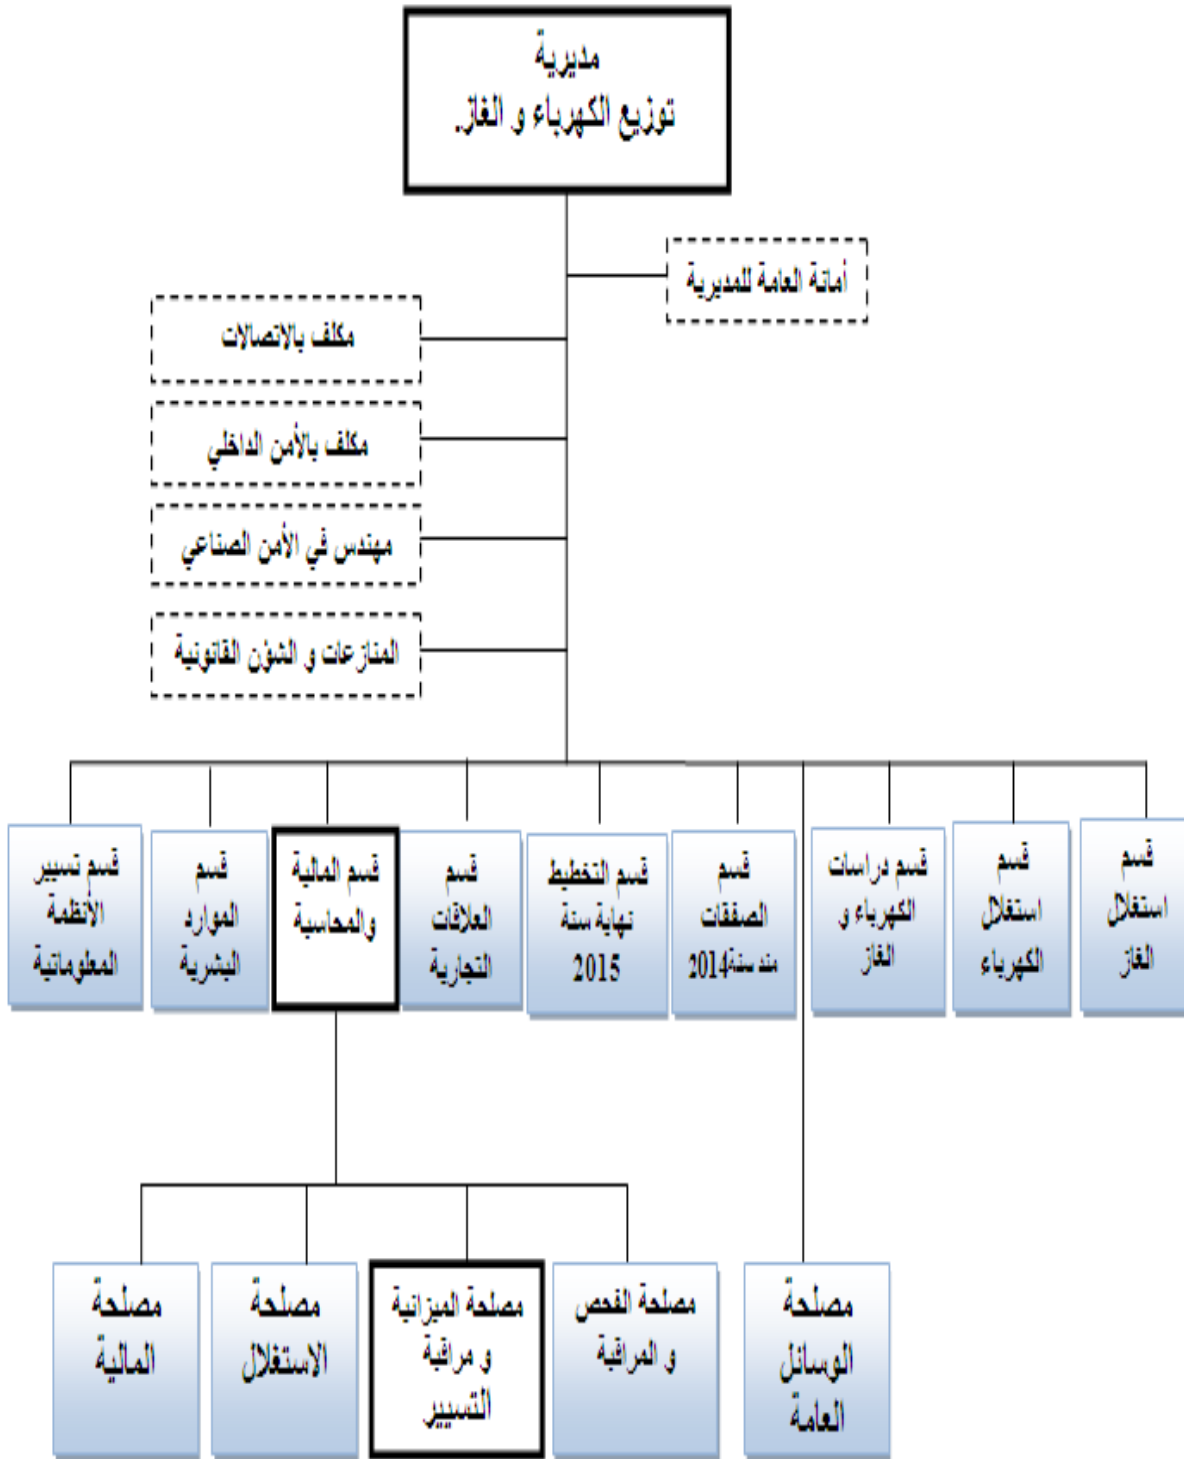 مديرية
توزيع الكهرباء و الغاز.
أمانة العامة للمديرية
مكلف بالاتصالات
مكلف بالأمن الداخلي
مهندس في الأمن الصناعي
المنازعات و الشؤن القانونية
قسم
استغلال
الغاز
قسم
استغلال
الكهرباء
قسم دراسات
الكهرباء و
الغاز
قسم
الصفقات
مند سنة2014
قسم التخطيط
نهاية سنة
2015
قسم
العلاقات
التجارية
قسم المالية
والمحاسبة
قسم
الموارد
البشرية
قسم تسيير
الأنظمة
المعلوماتية
مصلحة
الوسائل
العامة
مصلحة الفحص
و المراقبة
مصلحة الميزانية
و مراقبة
التسيير
مصلحة
الاستغلال
مصلحة
المالية